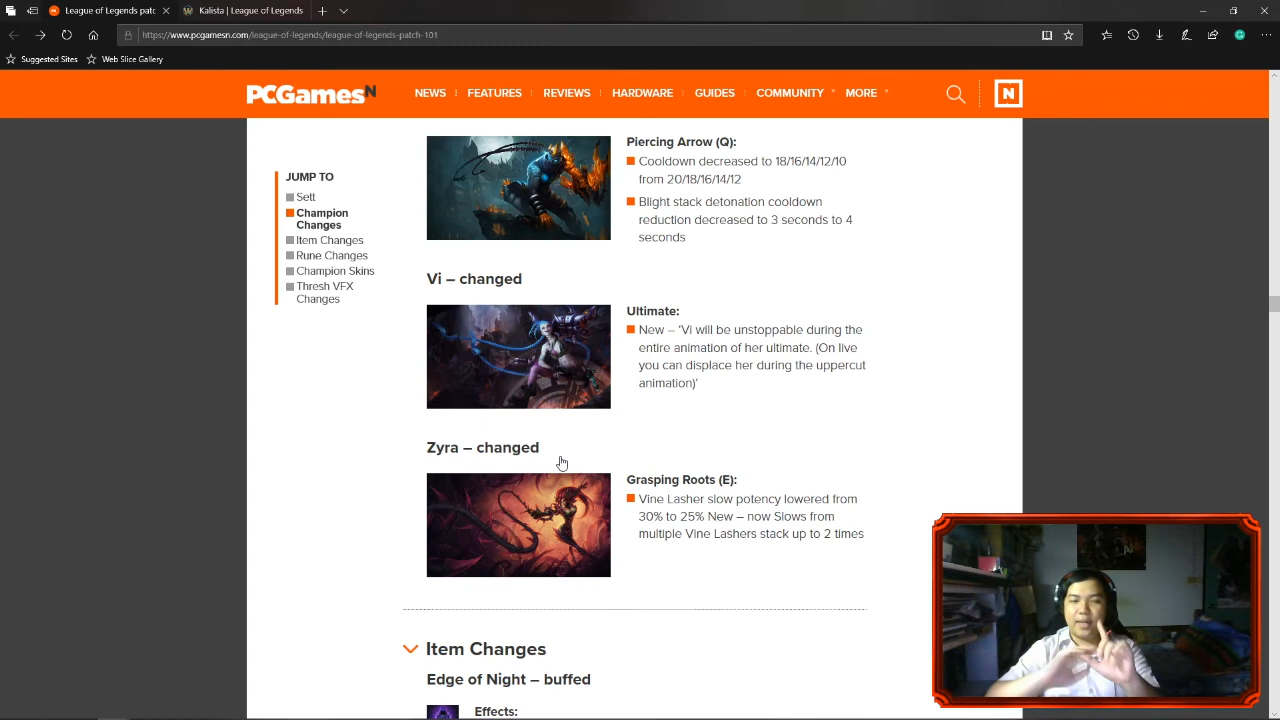 League of Legends patc
Kalista | League of Legends
https://www.pcgamesn.com/league-of-legends/league-of-legends-patch-101
Suggested Sites
Web Slice Gallery
PCGamesN
NEWS
FEATURES
REVIEWS
HARDWARE
GUIDES
COMMUNITY
MORE
N
JUMP TO
Sett
Champion
Changes
Item Changes
Rune Changes
Champion Skins
Thresh VFX
Changes
Piercing Arrow (Q):
Cooldown decreased to 18/16/14/12/10
from 20/18/16/14/12
Blight stack detonation cooldown
reduction decreased to 3 seconds to 4
seconds
Vi – changed
Ultimate:
New – ‘Vi will be unstoppable during the
entire animation of her ultimate. (On live
you can displace her during the uppercut
animation)’
Zyra – changed
Grasping Roots (E):
Vine Lasher slow potency lowered from
30% to 25% New – now Slows from
multiple Vine Lashers stack up to 2 times
Item Changes
Edge of Night – buffed
Effects: